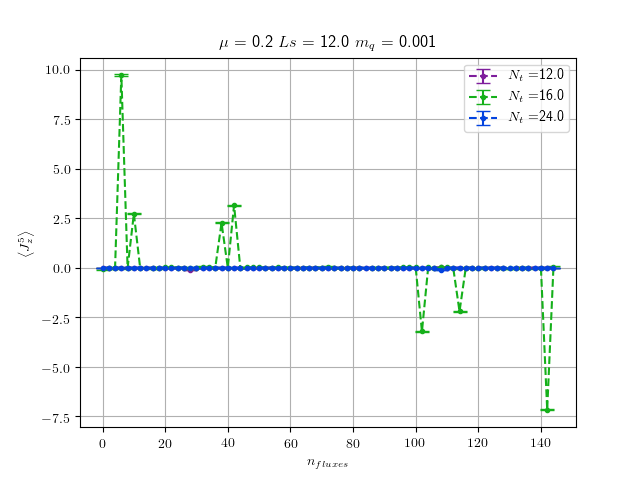 μ = 0.2 Ls = 12.0 m_q = 0.001
10.0
7.5
5.0
2.5
0.0
−2.5
−5.0
−7.5
⟨J_z^5⟩
0 20 40 60 80 100 120 140
n_fluxes
N_t =12.0
N_t =16.0
N_t =24.0